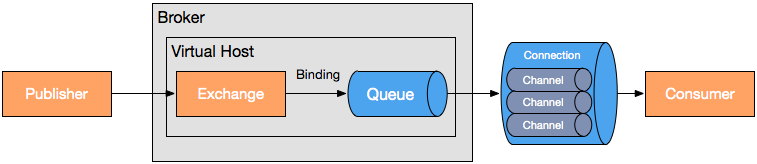 Broker
Virtual Host
Publisher
Exchange
Binding
Queue
Connection
Channel
Channel
Channel
Consumer